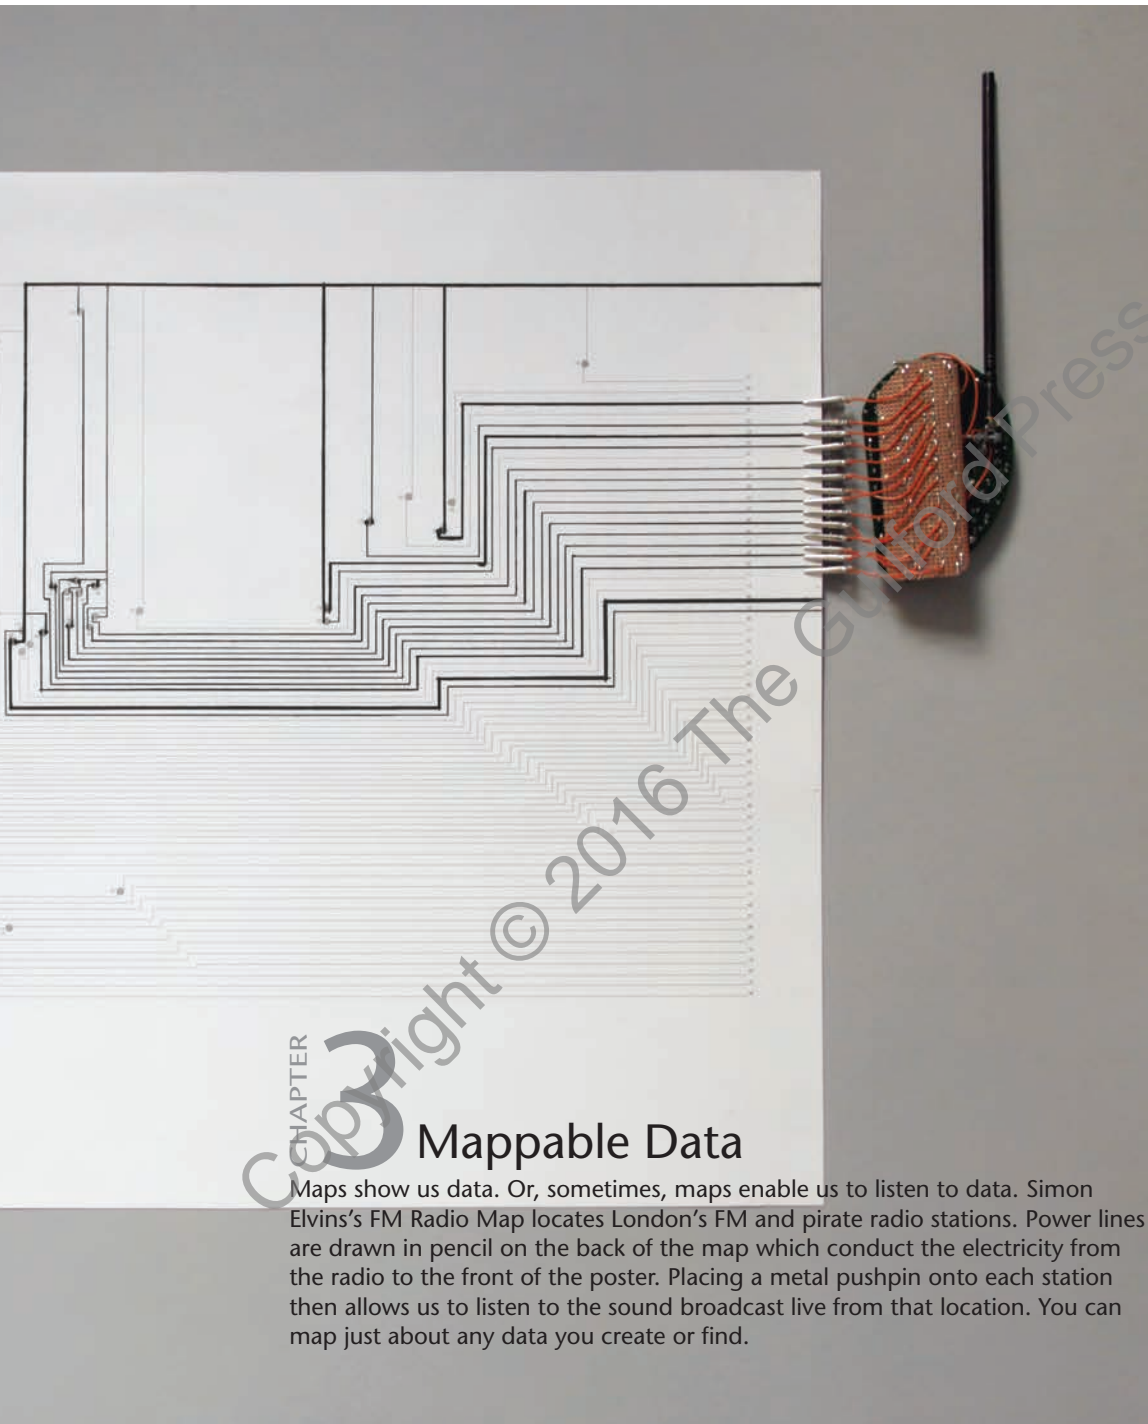 Copyright © 2016 The Guilford Press
CHAPTER
3
Mappable Data
Maps show us data. Or, sometimes, maps enable us to listen to data. Simon
Elvins’s FM Radio Map locates London’s FM and pirate radio stations. Power lines
are drawn in pencil on the back of the map which conduct the electricity from
the radio to the front of the poster. Placing a metal pushpin onto each station
then allows us to listen to the sound broadcast live from that location. You can
map just about any data you create or find.